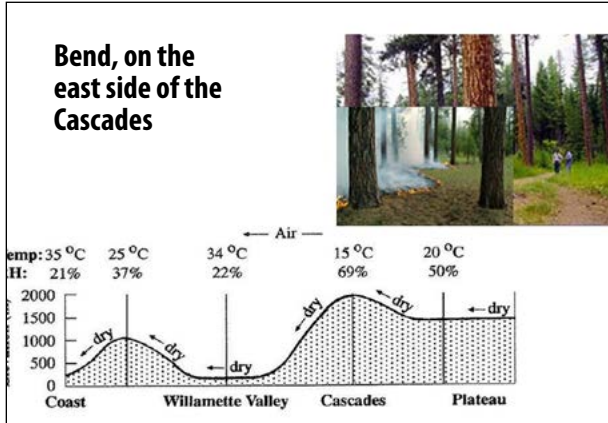 Bend, on the
east side of the
Cascades
← Air
emp: 35 °C 25 °C 34 °C 15 °C 20 °C
.H: 21% 37% 22% 69% 50%
2000
1500
1000
500
0
dry
dry
dry
dry
dry
dry
Coast Willamette Valley Cascades Plateau